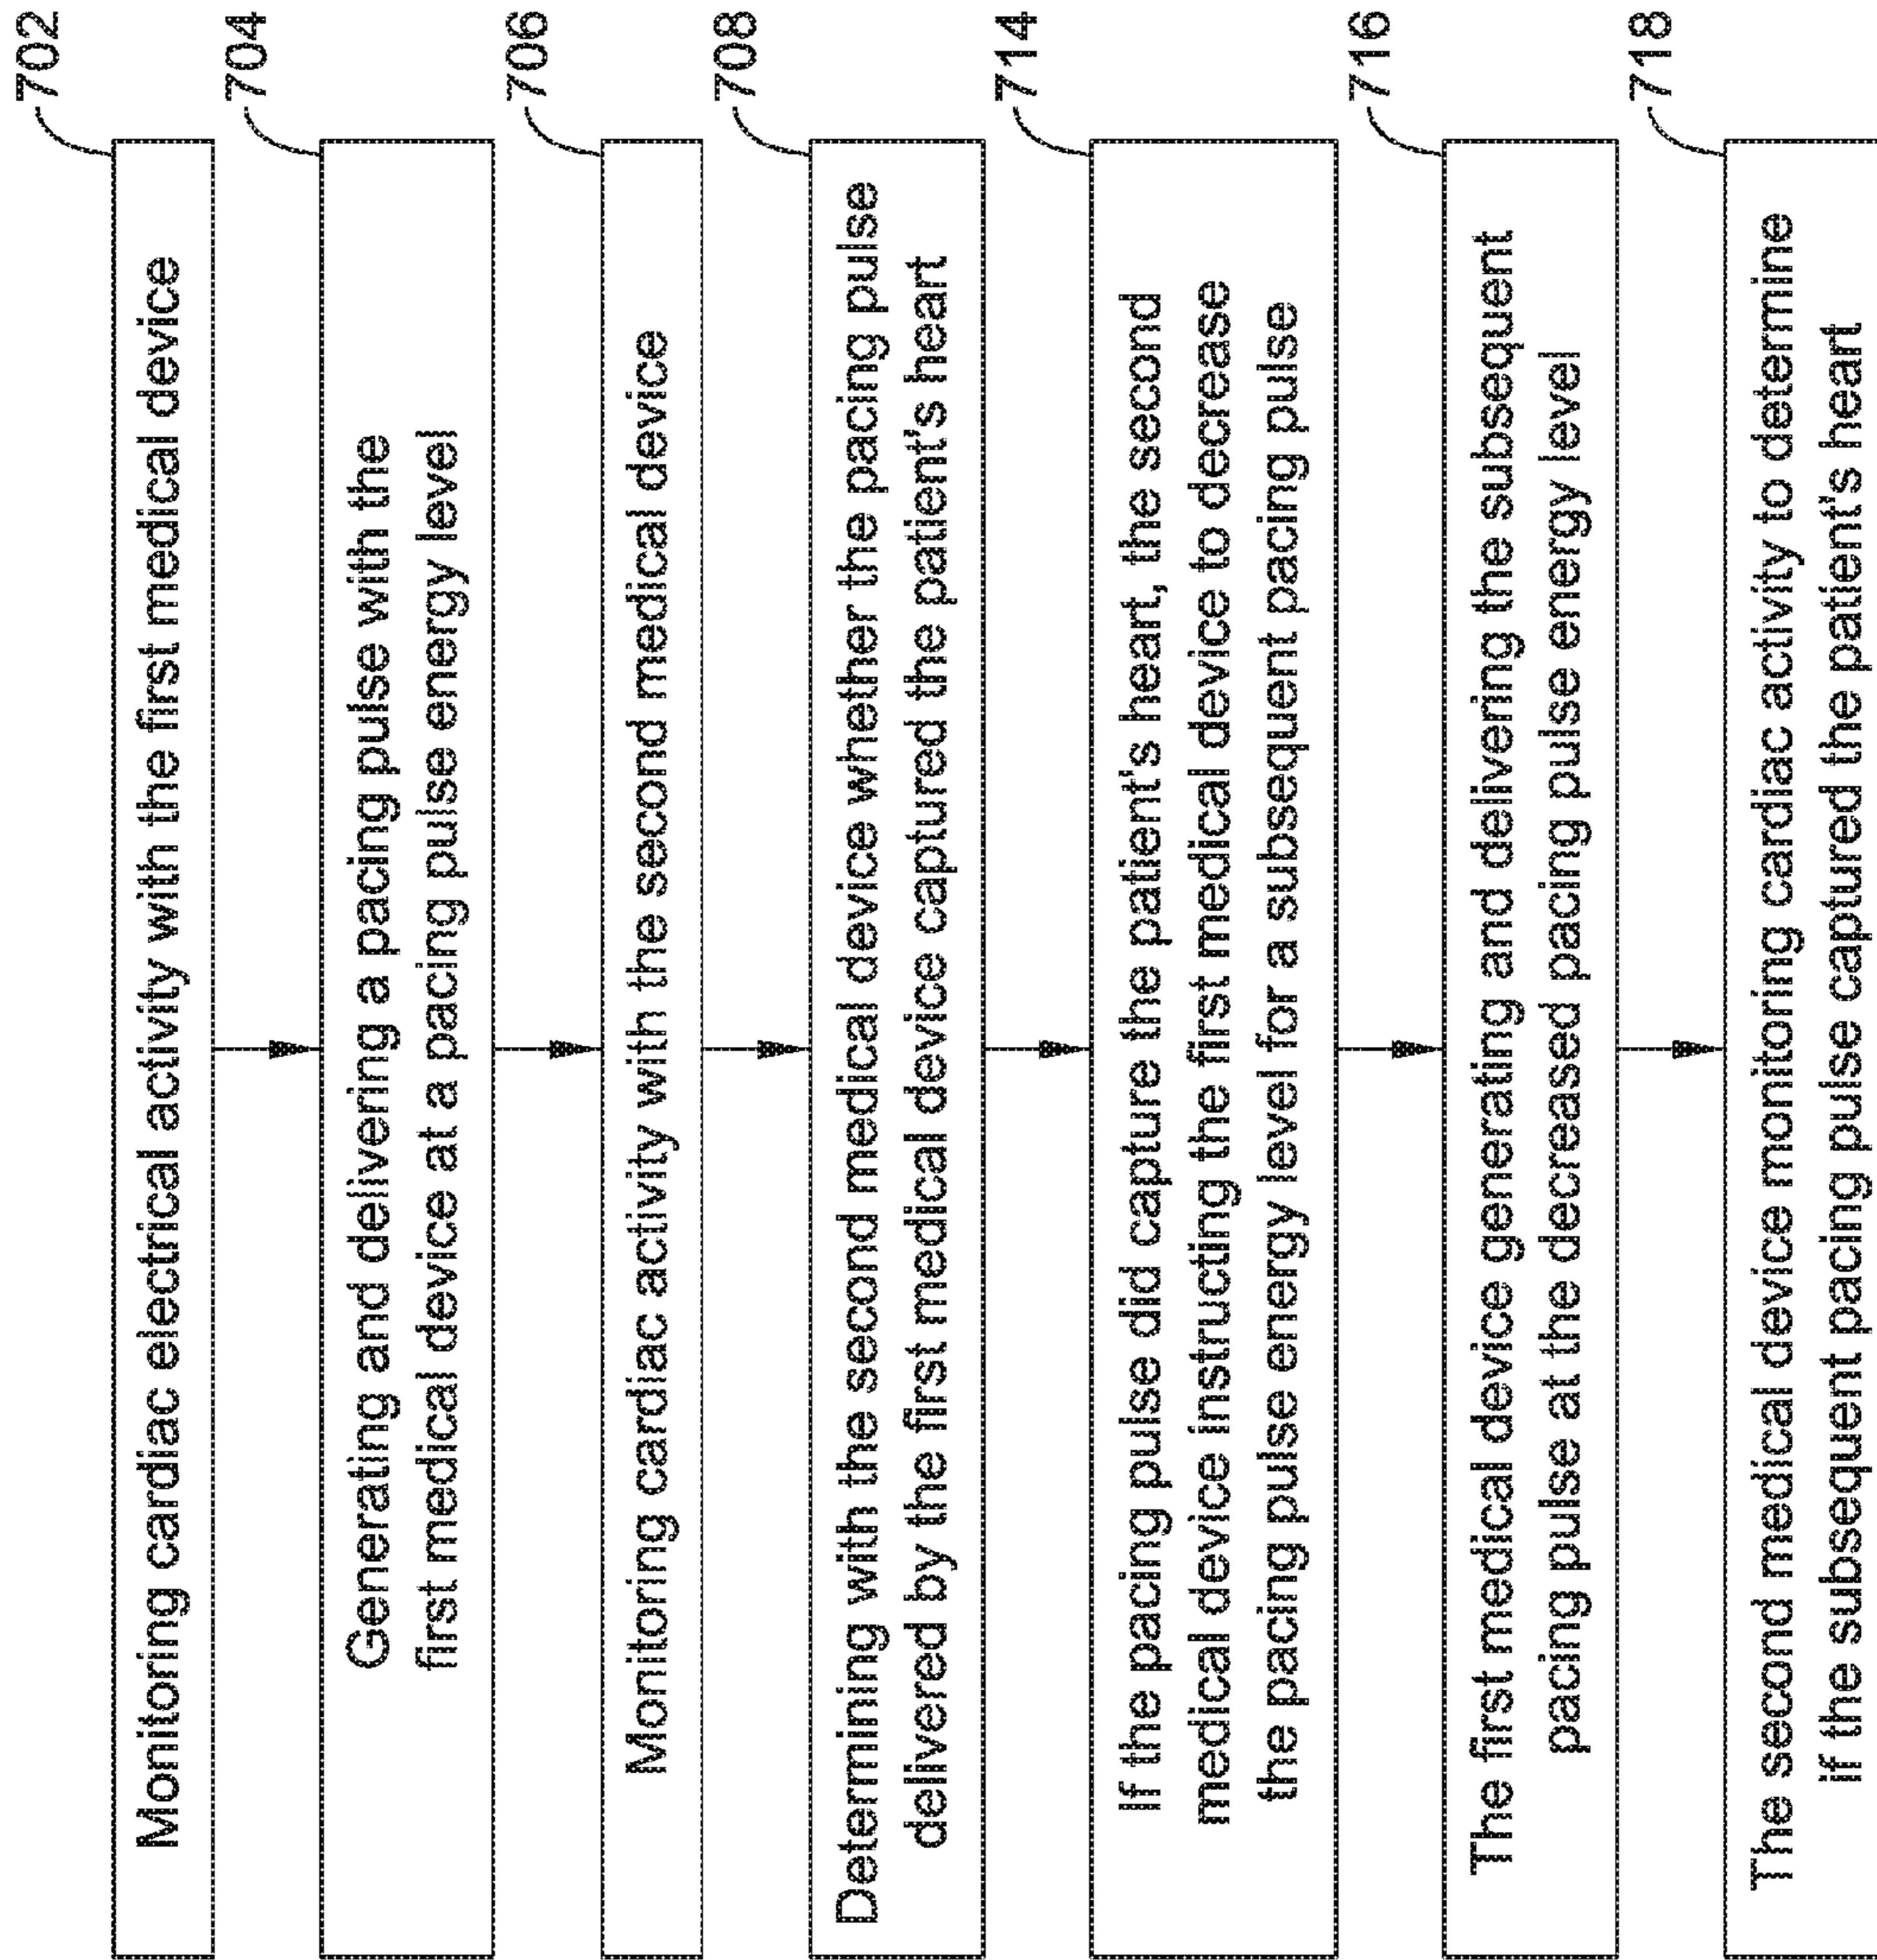 702
Monitoring cardiac electrical activity with the first medical device
704
Generating and delivering a pacing pulse with the
first medical device at a pacing pulse energy level
706
Monitoring cardiac activity with the second medical device
708
Determining with the second medical device whether the pacing pulse
delivered by the first medical device captured the patient's heart
714
If the pacing pulse did capture the patient's heart, the second
medical device instructing the first medical device to decrease
the pacing pulse energy level for a subsequent pacing pulse
716
The first medical device generating and delivering the subsequent
pacing pulse at the decreased pacing pulse energy level
718
The second medical device monitoring cardiac activity to determine
if the subsequent pacing pulse captured the patient's heart